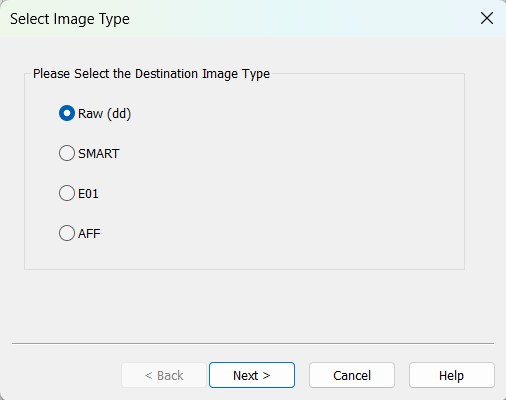 Select Image Type
Please Select the Destination Image Type
Raw (dd)
SMART
E01
AFF
< Back
Next >
Cancel
Help